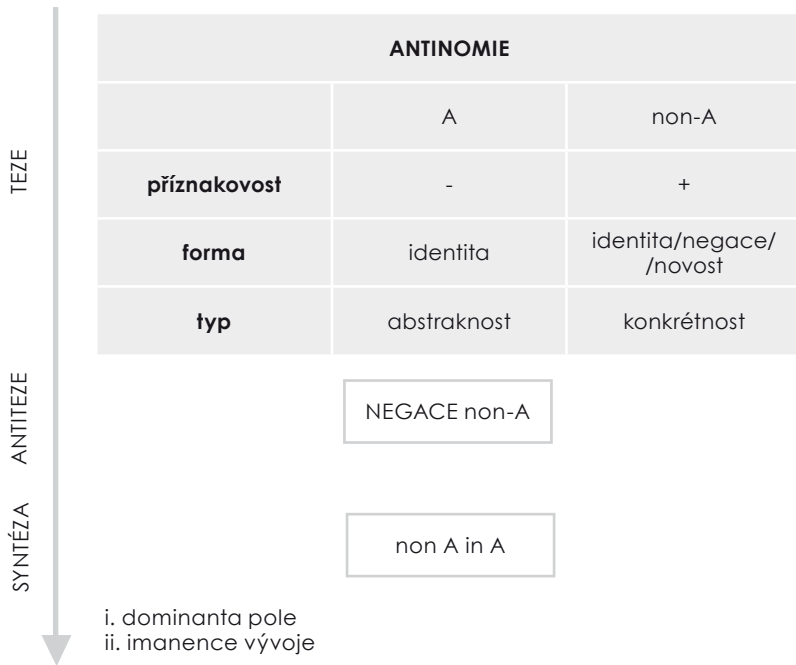 ANTINOMIE
A non-A
TEZE
příznakovost - +
forma identita identita/negace/
/novost
typ abstraknost konkrétnost
ANTITEZE
NEGACE non-A
SYNTÉZA
non A in A
i. dominanta pole
ii. imanence vývoje